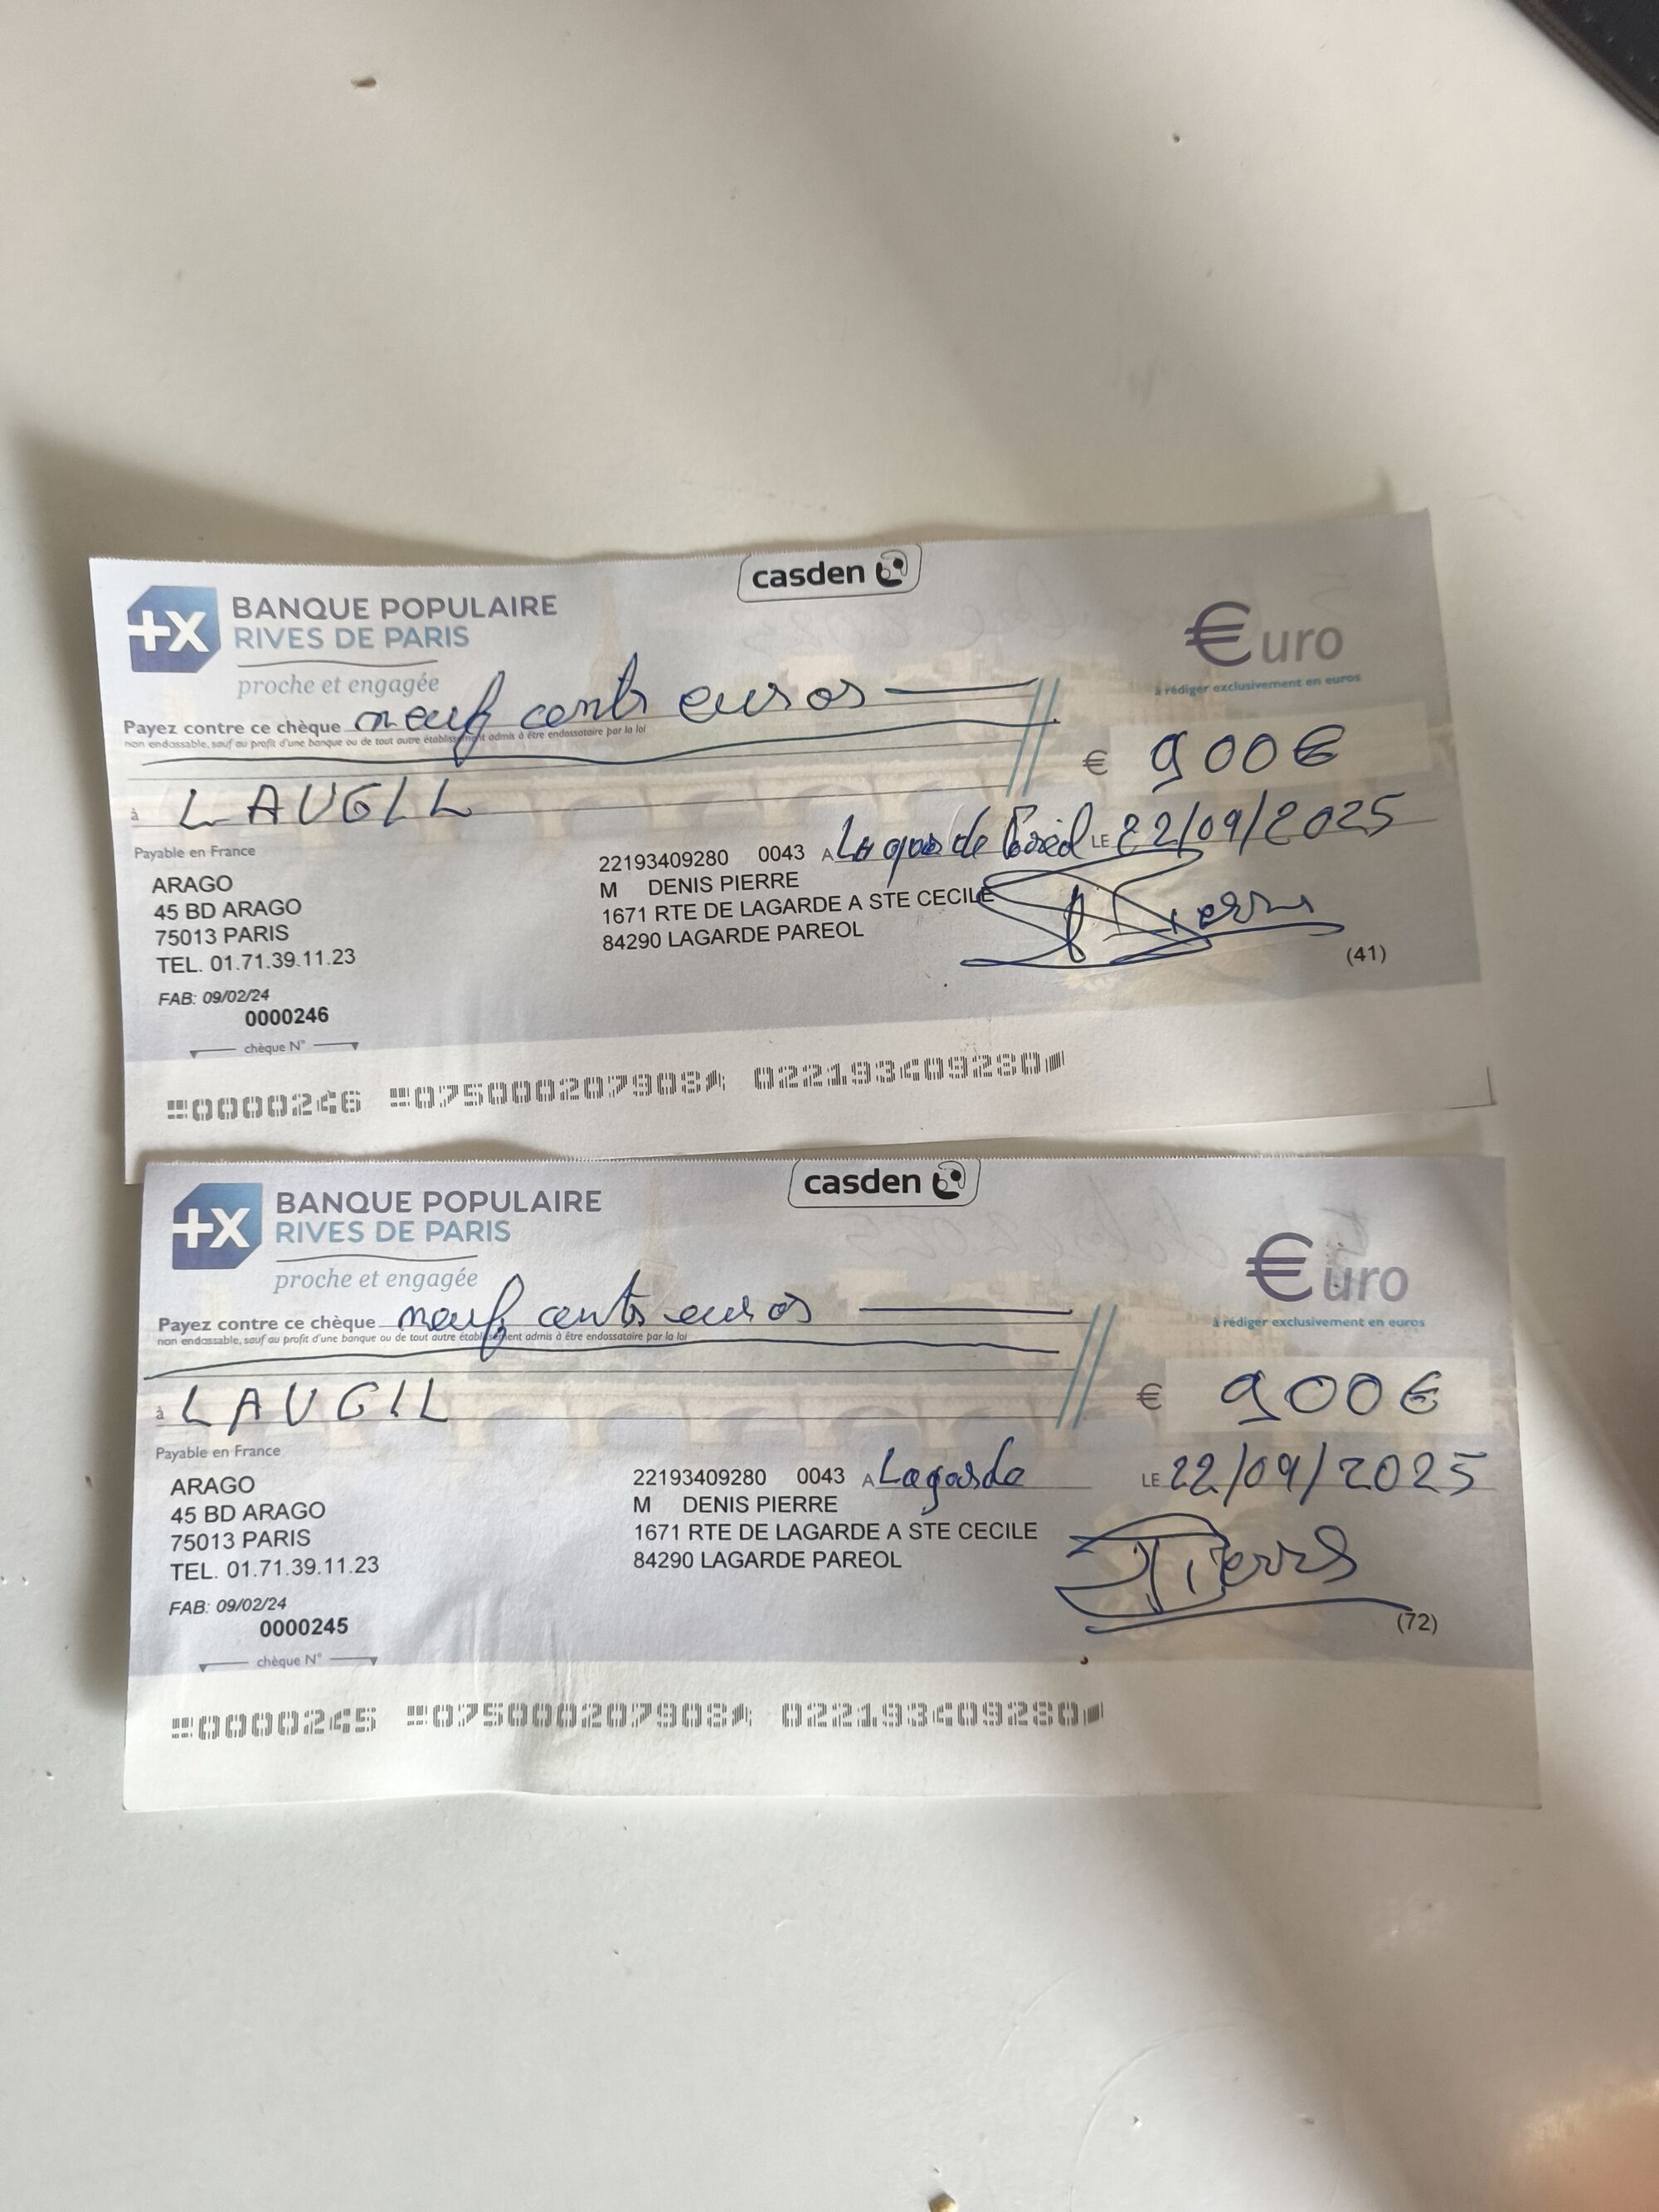 casden
BANQUE POPULAIRE
RIVES DE PARIS
proche et engagée
€uro
à rédiger exclusivement en euros
Payez contre ce chèque neuf cents euros
non endossable, sauf au profit d'une banque ou de tout autre établissement admis à être endossataire par la loi
€ 900€
à LAUGIL
Payable en France
22193409280 0043 A Lagarde Paréol LE 22/09/2025
ARAGO
M DENIS PIERRE
45 BD ARAGO
1671 RTE DE LAGARDE A STE CECILE
75013 PARIS
84290 LAGARDE PAREOL
TEL. 01.71.39.11.23
Pierre
(41)
FAB: 09/02/24
0000246
chèque N°
0000246 075000207908 022193409280
casden
BANQUE POPULAIRE
RIVES DE PARIS
proche et engagée
€uro
à rédiger exclusivement en euros
Payez contre ce chèque neuf cents euros
non endossable, sauf au profit d'une banque ou de tout autre établissement admis à être endossataire par la loi
€ 900€
à LAUGIL
Payable en France
22193409280 0043 A Lagarde LE 22/09/2025
ARAGO
M DENIS PIERRE
45 BD ARAGO
1671 RTE DE LAGARDE A STE CECILE
75013 PARIS
84290 LAGARDE PAREOL
TEL. 01.71.39.11.23
Pierre
(72)
FAB: 09/02/24
0000245
chèque N°
0000245 075000207908 022193409280